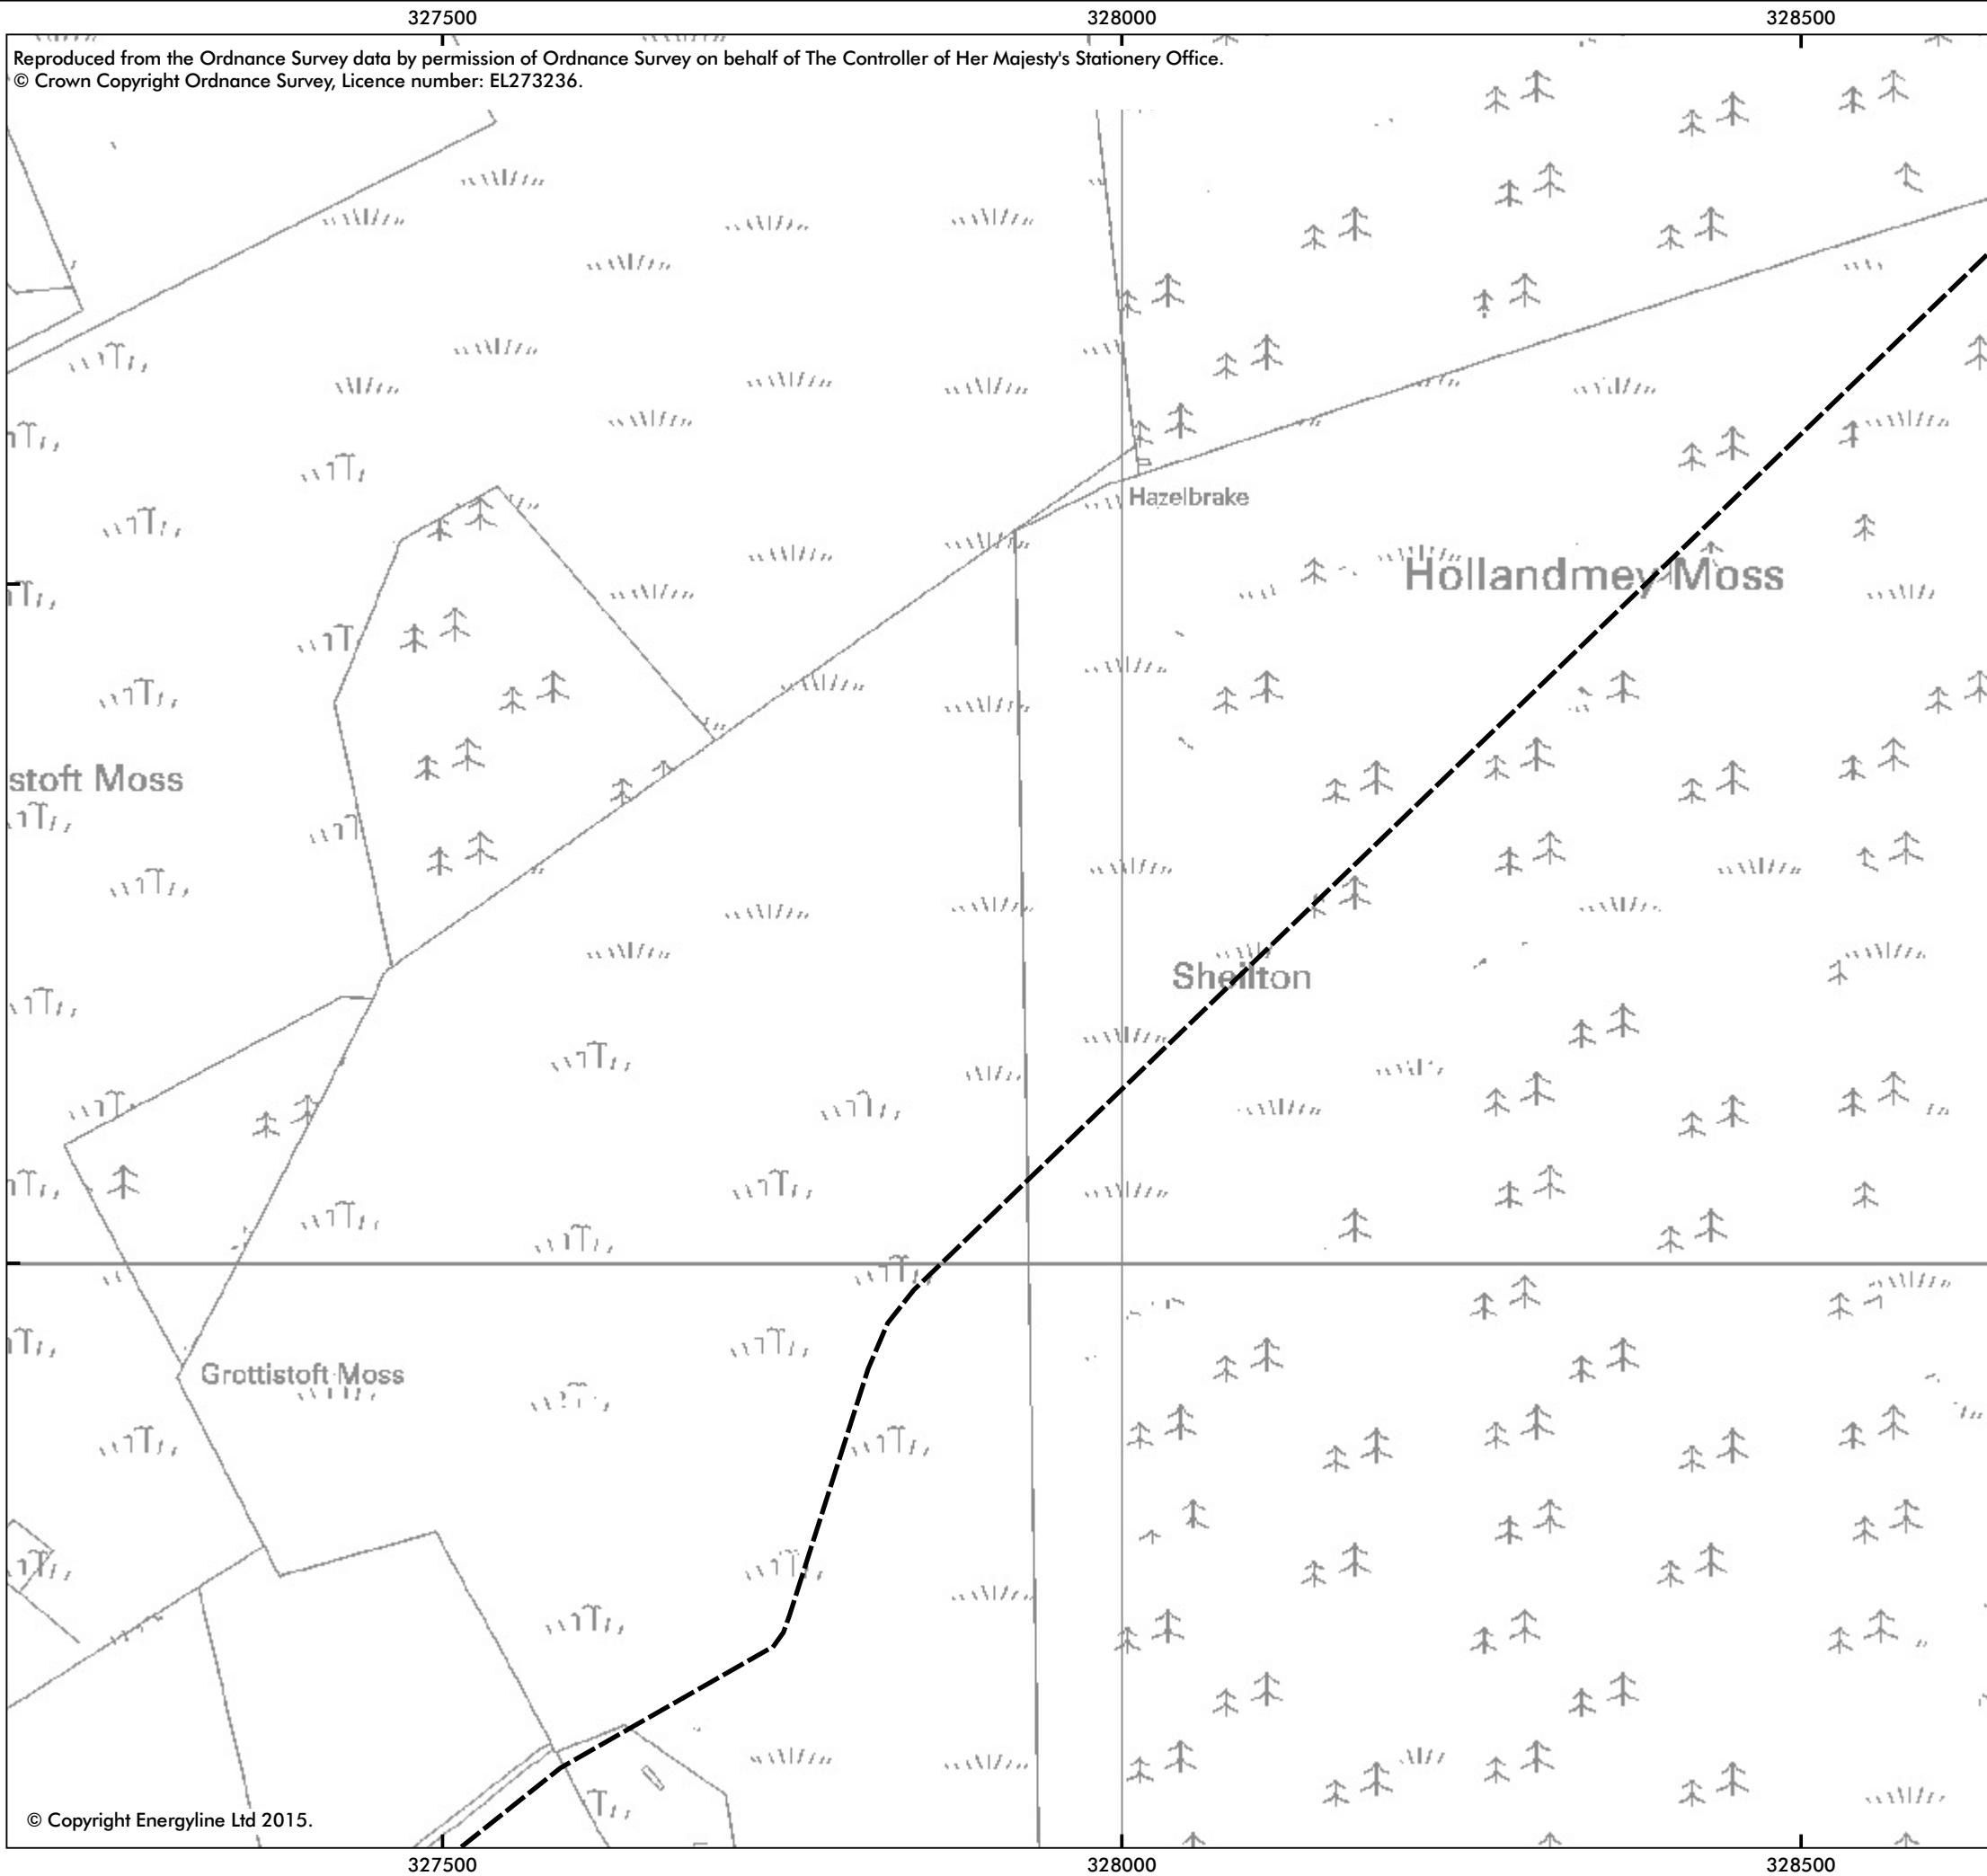 327500 328000 328500
Reproduced from the Ordnance Survey data by permission of Ordnance Survey on behalf of The Controller of Her Majesty's Stationery Office.
© Crown Copyright Ordnance Survey, Licence number: EL273236.
Hazelbrake
Hollandmey Moss
stoft Moss
Sheilton
Grottistoft Moss
© Copyright Energyline Ltd 2015.
327500 328000 328500